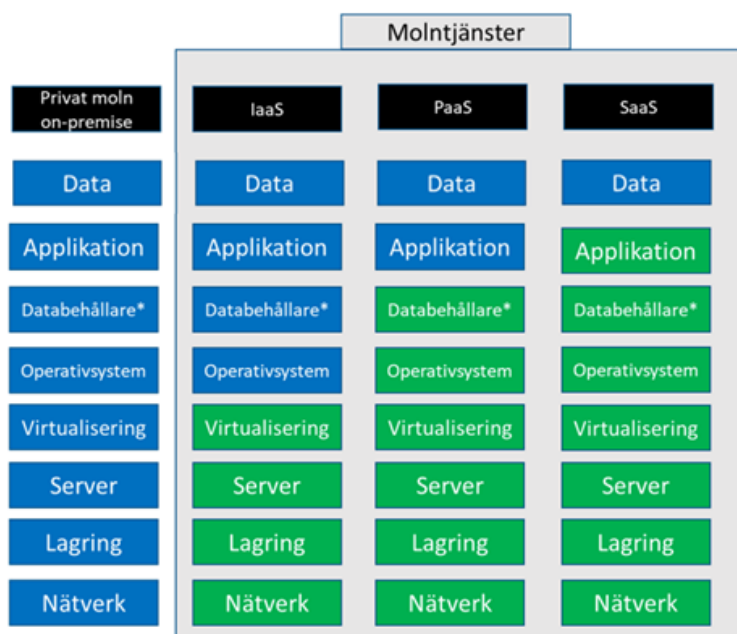 Molntjänster
Privat moln
on-premise
IaaS
PaaS
SaaS
Data
Data
Data
Data
Applikation
Applikation
Applikation
Applikation
Databehållare*
Databehållare*
Databehållare*
Databehållare*
Operativsystem
Operativsystem
Operativsystem
Operativsystem
Virtualisering
Virtualisering
Virtualisering
Virtualisering
Server
Server
Server
Server
Lagring
Lagring
Lagring
Lagring
Nätverk
Nätverk
Nätverk
Nätverk